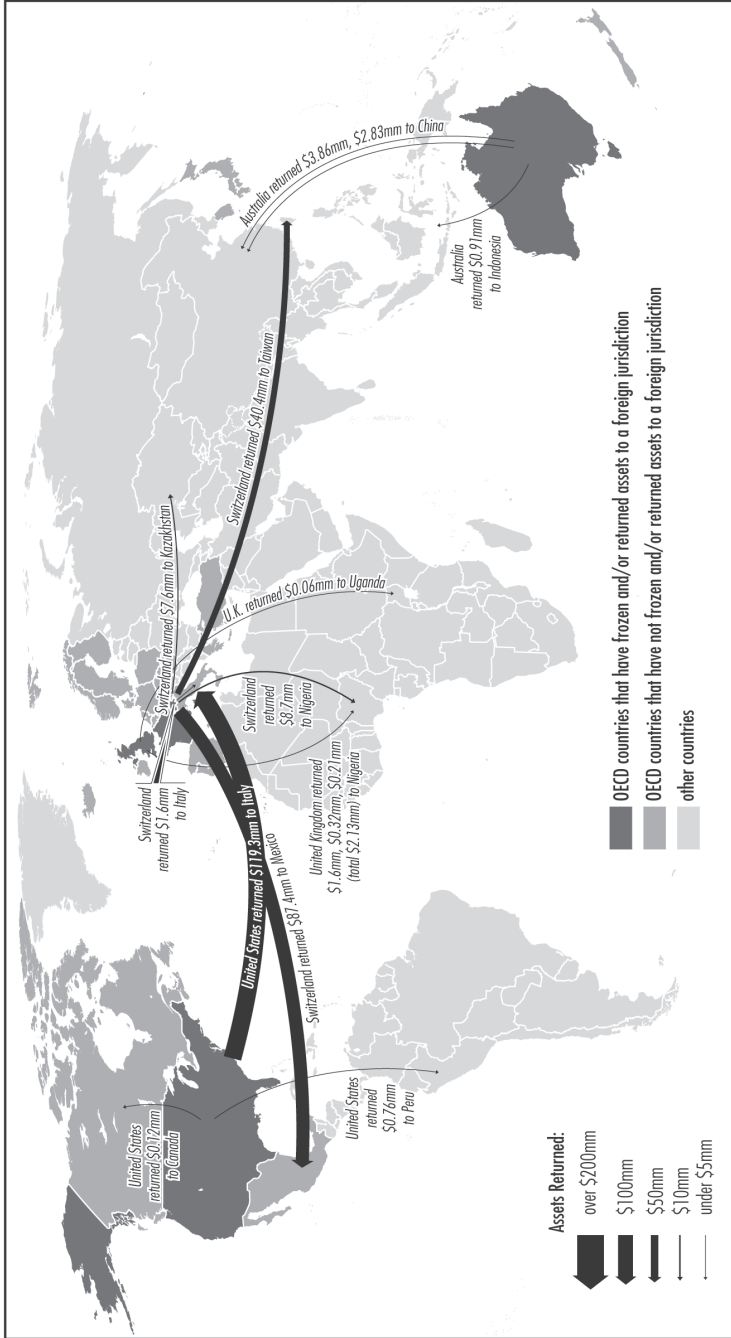 United States
returned $0.12mm
to Canada
United States returned $119.3mm to Italy
Switzerland returned $87.4mm to Mexico
United States
returned
$0.76mm
to Peru
Switzerland
returned $1.6mm
to Italy
Switzerland returned $7.6mm to Kazakhstan
Switzerland returned $40.4mm to Taiwan
U.K. returned $0.06mm to Uganda
Switzerland
returned
$8.7mm
to Nigeria
United Kingdom returned
$1.6mm, $0.32mm, $0.21mm
(total $2.13mm) to Nigeria
Australia returned $3.86mm, $2.83mm to China
Australia
returned $0.91mm
to Indonesia
Assets Returned:
over $200mm
$100mm
$50mm
$10mm
under $5mm
OECD countries that have frozen and/or returned assets to a foreign jurisdiction
OECD countries that have not frozen and/or returned assets to a foreign jurisdiction
other countries